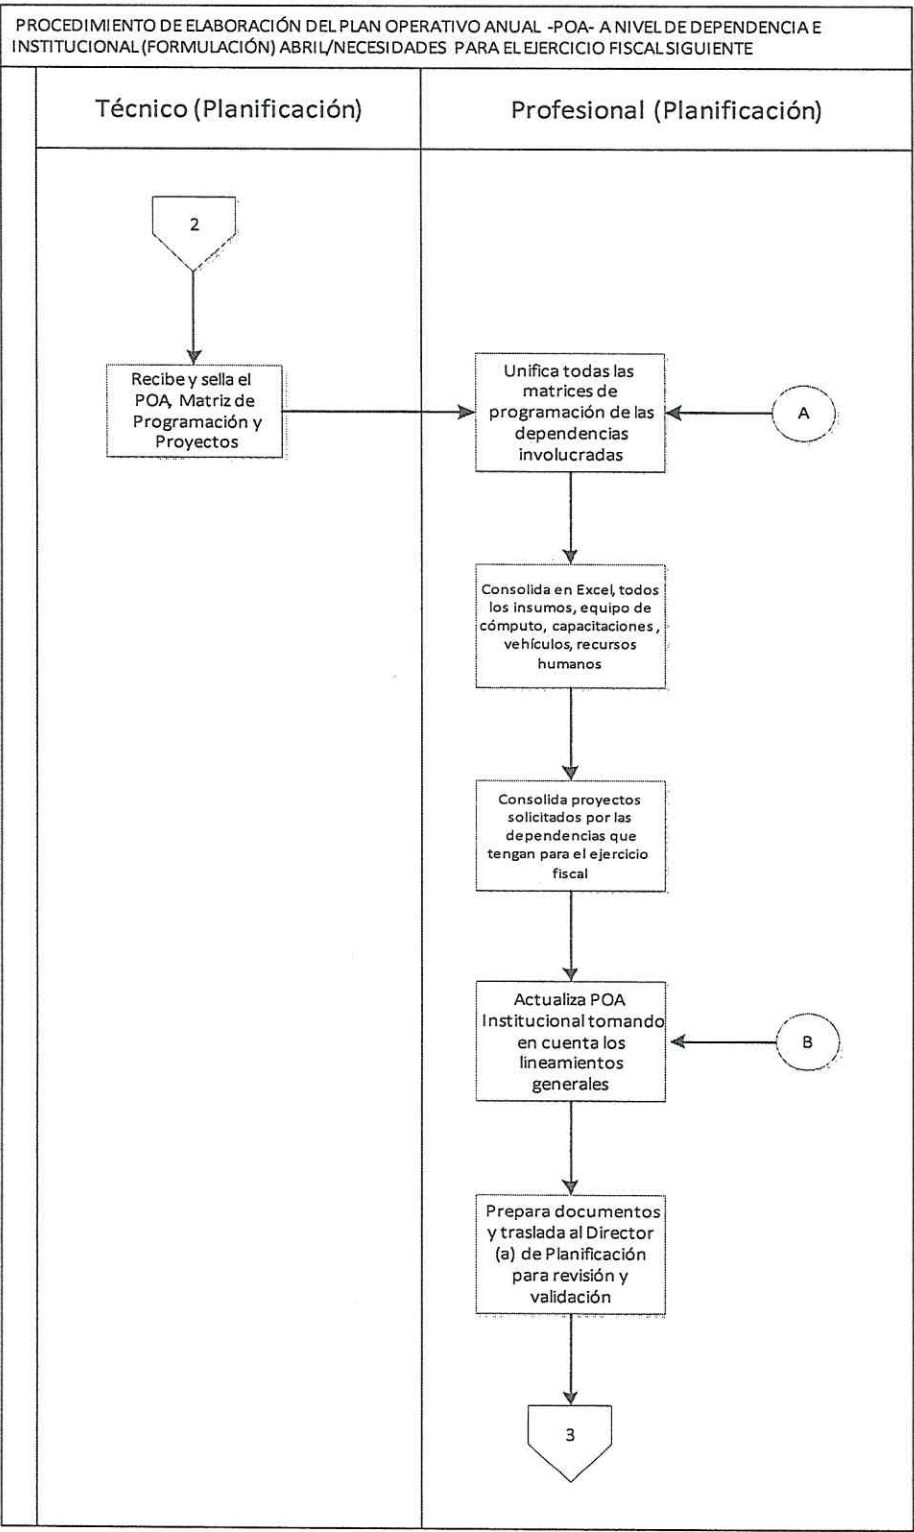 PROCEDIMIENTO DE ELABORACIÓN DEL PLAN OPERATIVO ANUAL -POA- A NIVEL DE DEPENDENCIA E
INSTITUCIONAL (FORMULACIÓN) ABRIL/NECESIDADES PARA EL EJERCICIO FISCAL SIGUIENTE
Técnico (Planificación)
Profesional (Planificación)
2
Recibe y sella el
POA, Matriz de
Programación y
Proyectos
Unifica todas las
matrices de
programación de las
dependencias
involucradas
A
Consolida en Excel, todos
los insumos, equipo de
cómputo, capacitaciones,
vehículos, recursos
humanos
Consolida proyectos
solicitados por las
dependencias que
tengan para el ejercicio
fiscal
Actualiza POA
Institucional tomando
en cuenta los
lineamientos
generales
B
Prepara documentos
y traslada al Director
(a) de Planificación
para revisión y
validación
3